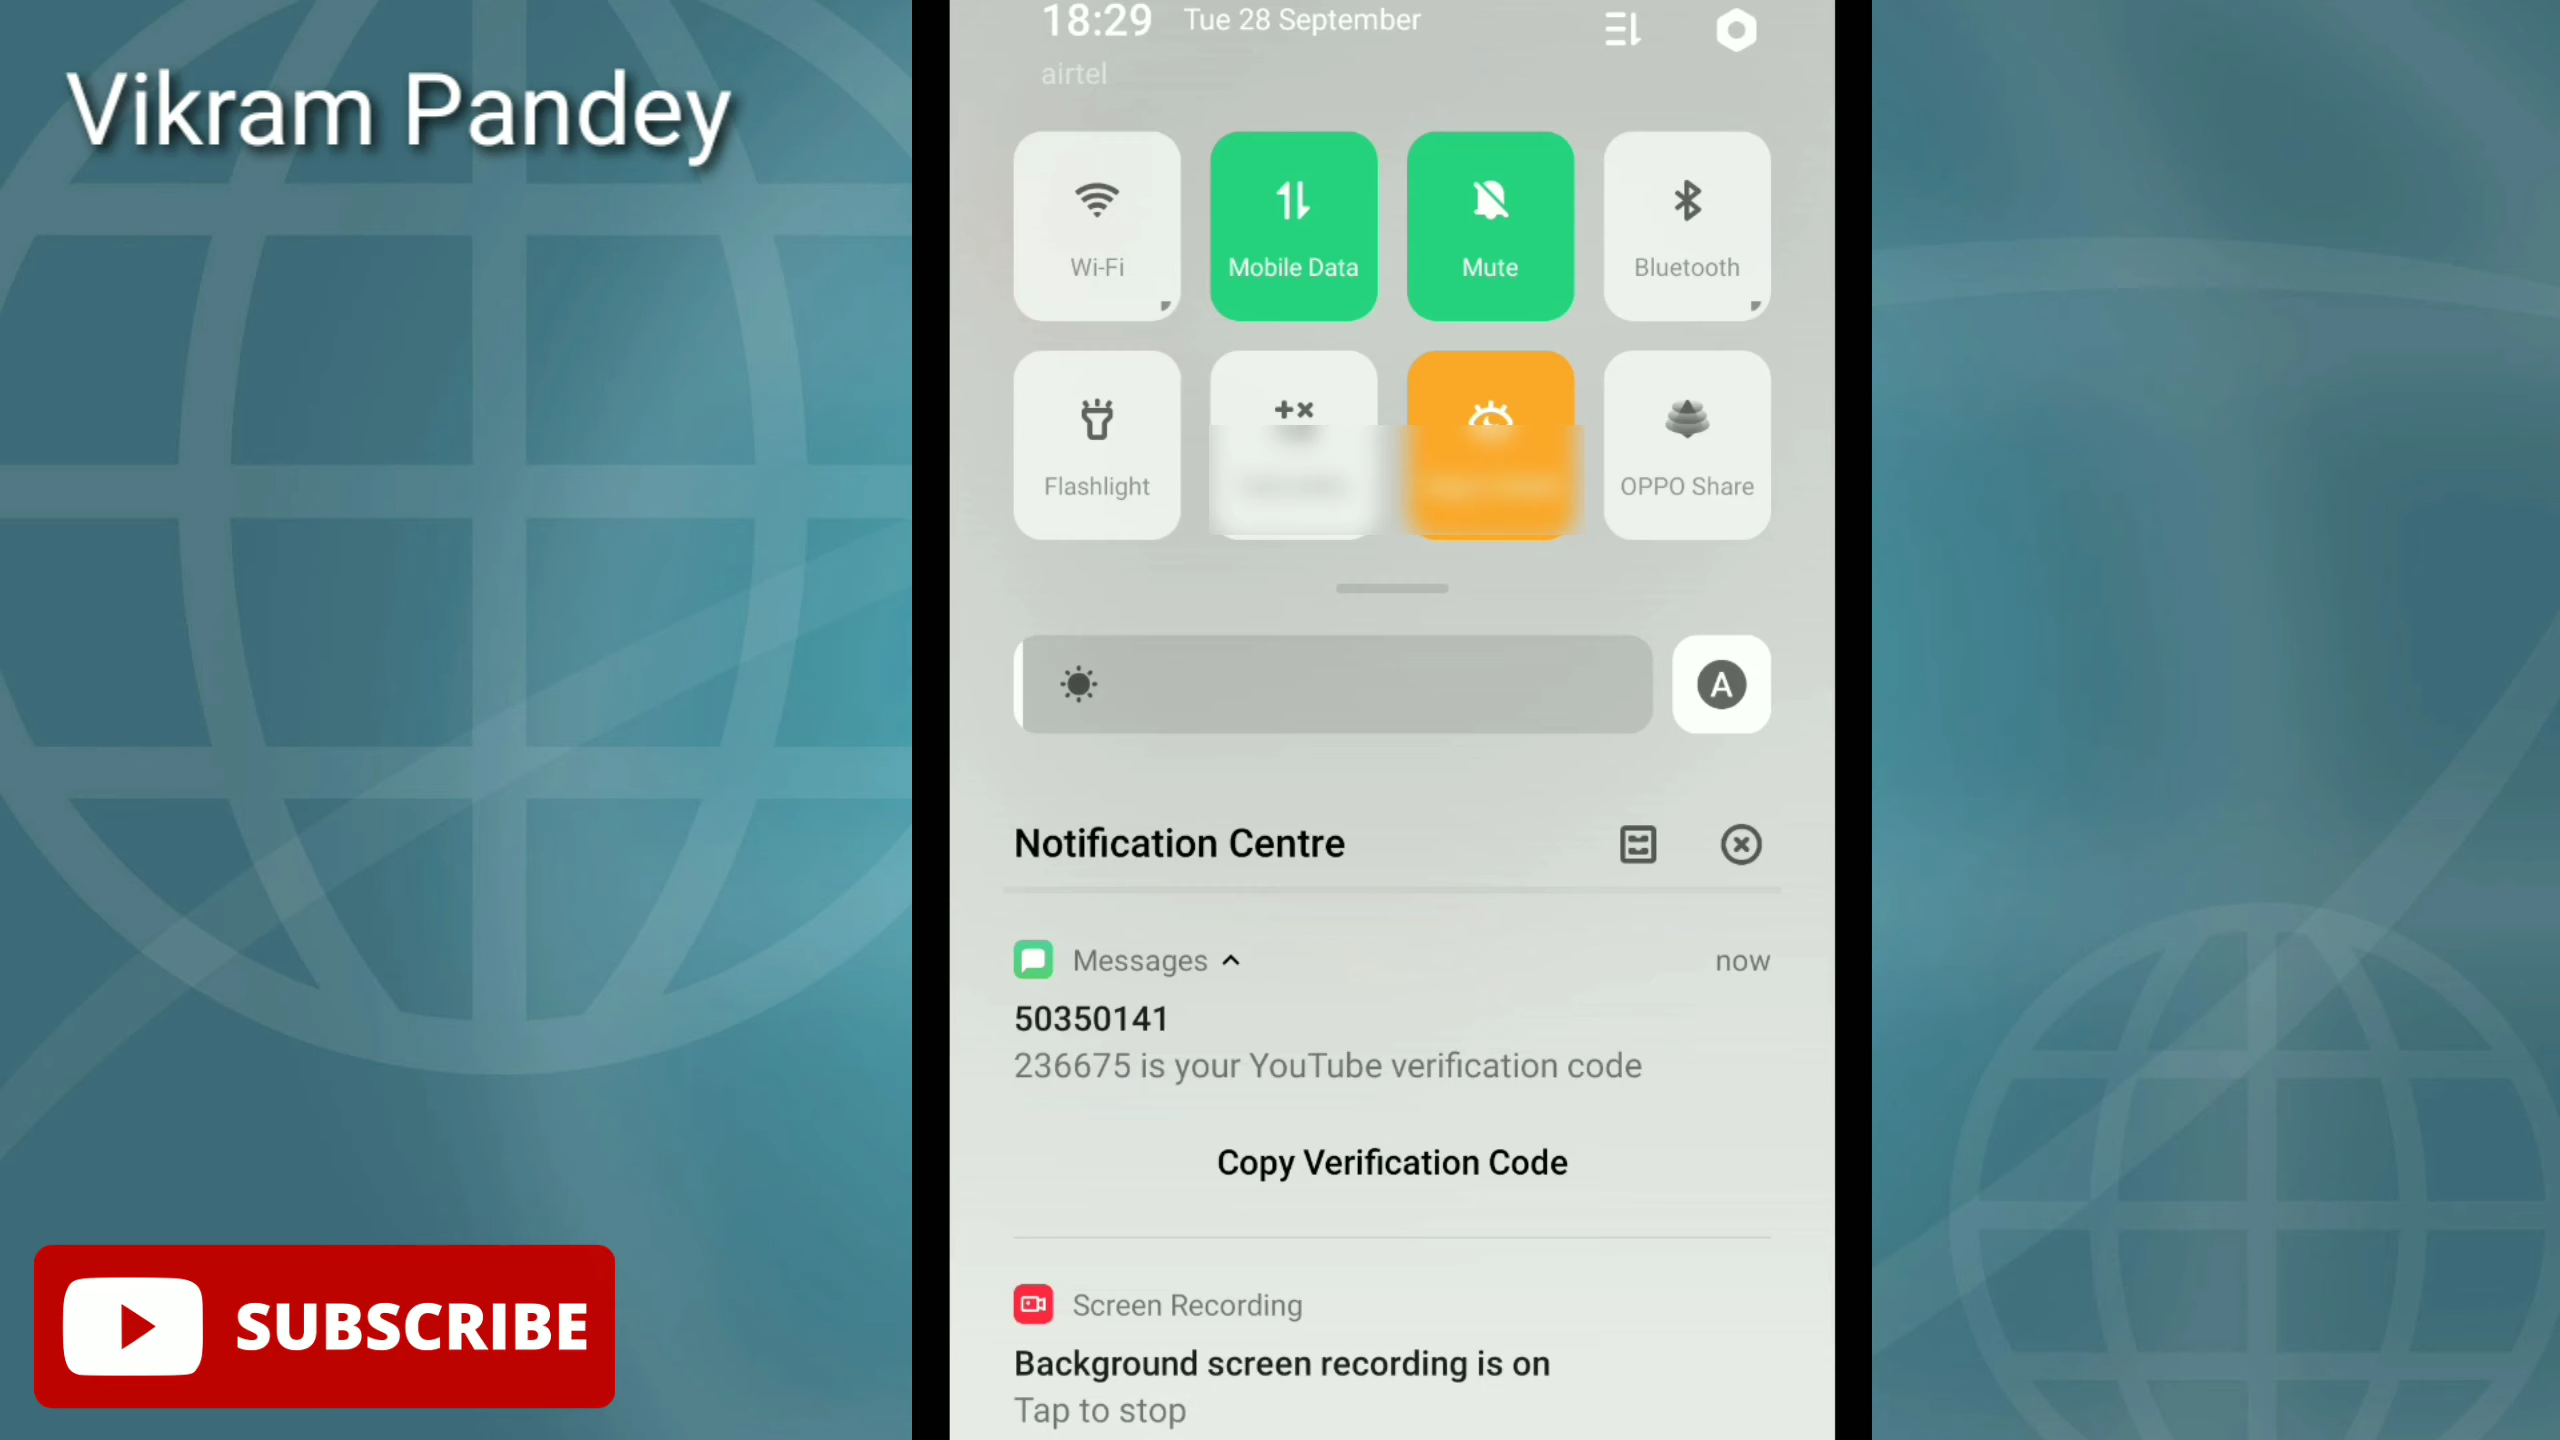 Vikram Pandey
18:29 Tue 28 September
airtel
Wi-Fi
Mobile Data
Mute
Bluetooth
Flashlight
OPPO Share
A
Notification Centre
Messages
now
50350141
236675 is your YouTube verification code
Copy Verification Code
Screen Recording
Background screen recording is on
Tap to stop
SUBSCRIBE